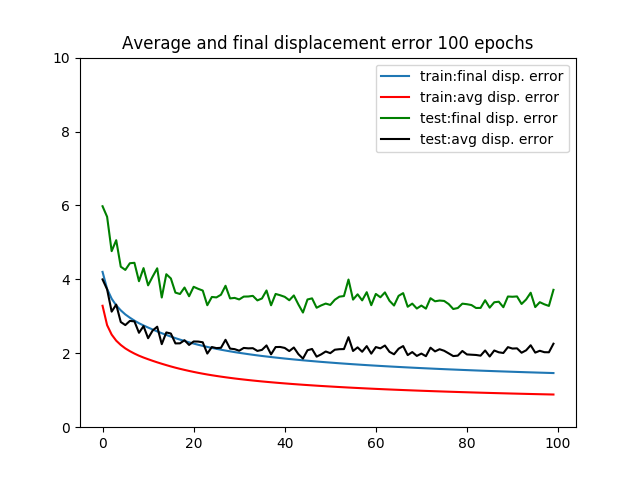 Average and final displacement error 100 epochs
train:final disp. error
train:avg disp. error
test:final disp. error
test:avg disp. error
10
8
6
4
2
0
0 20 40 60 80 100